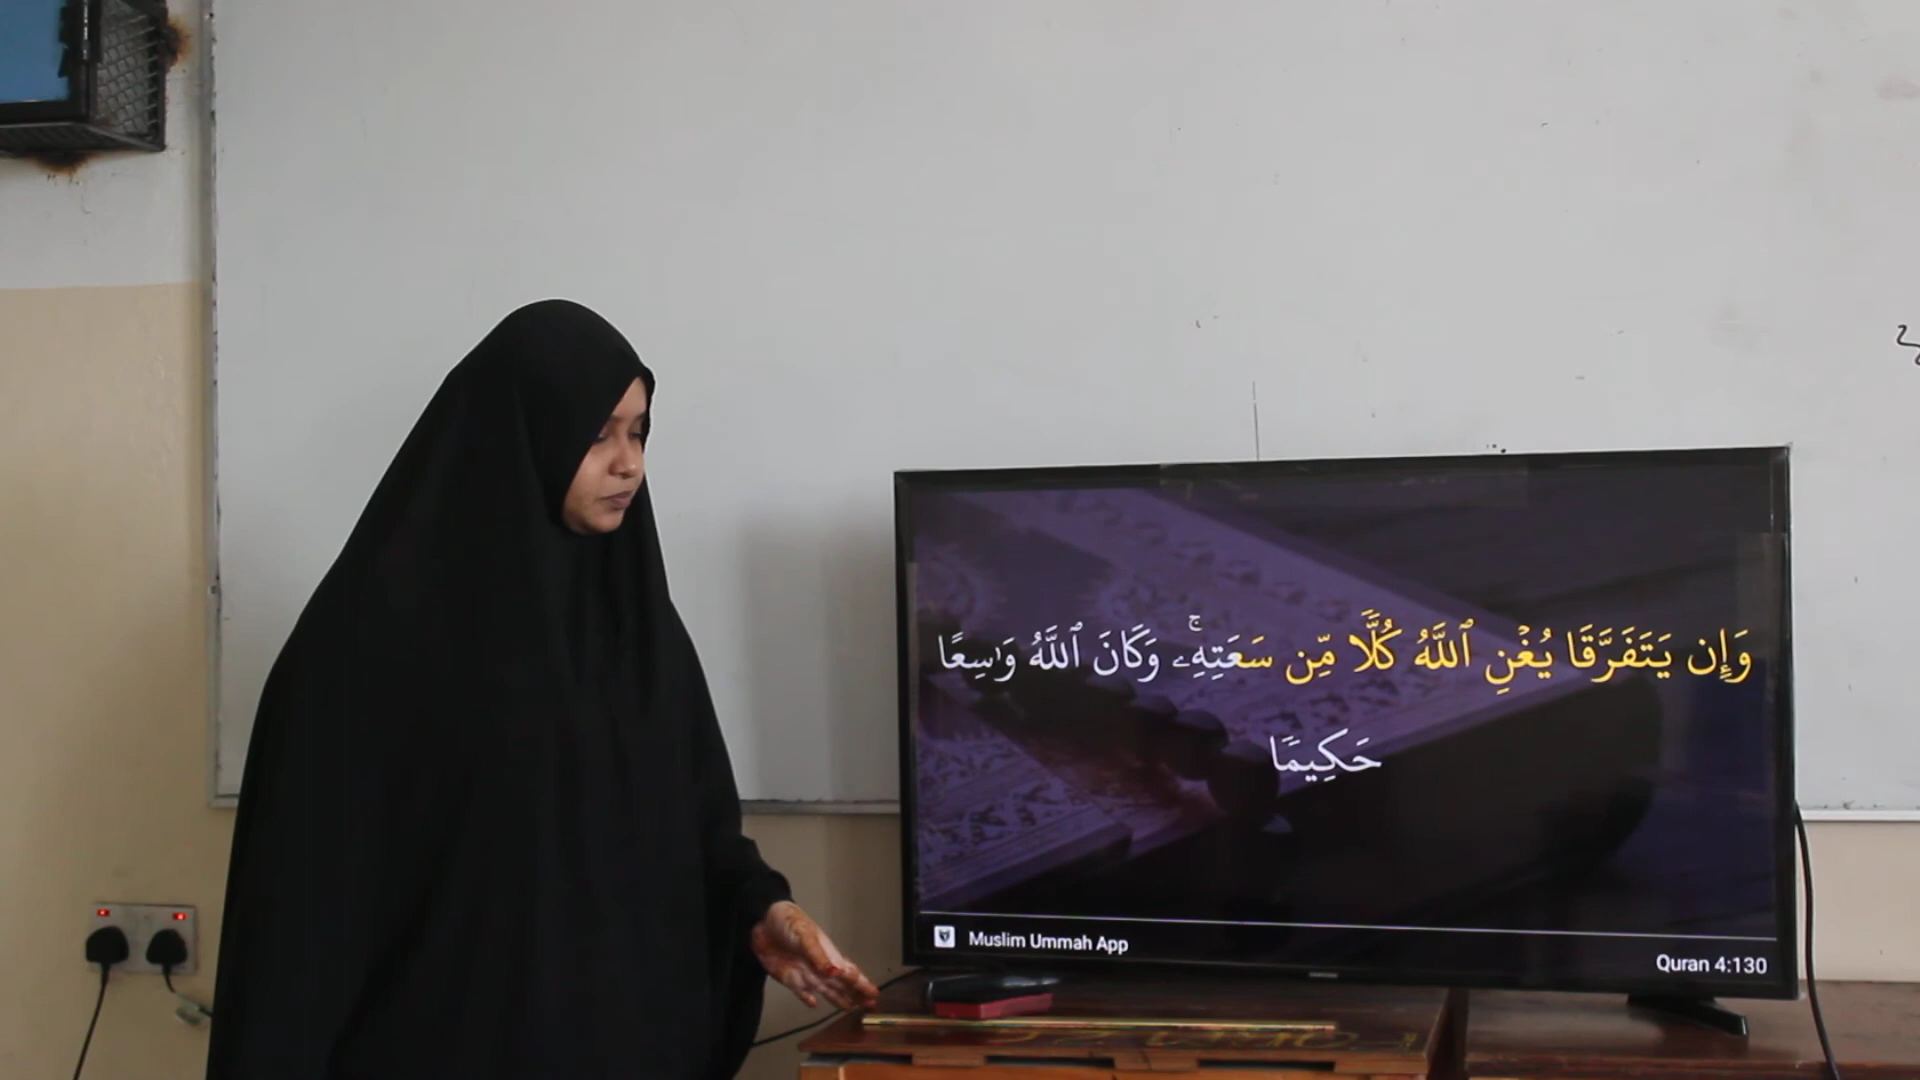 وَإِن يَتَفَرَّقَا يُغْنِ ٱللَّهُ كُلًّا مِّن سَعَتِهِۦ ۚ وَكَانَ ٱللَّهُ وَٰسِعًا
حَكِيمًا
Muslim Ummah App
Quran 4:130